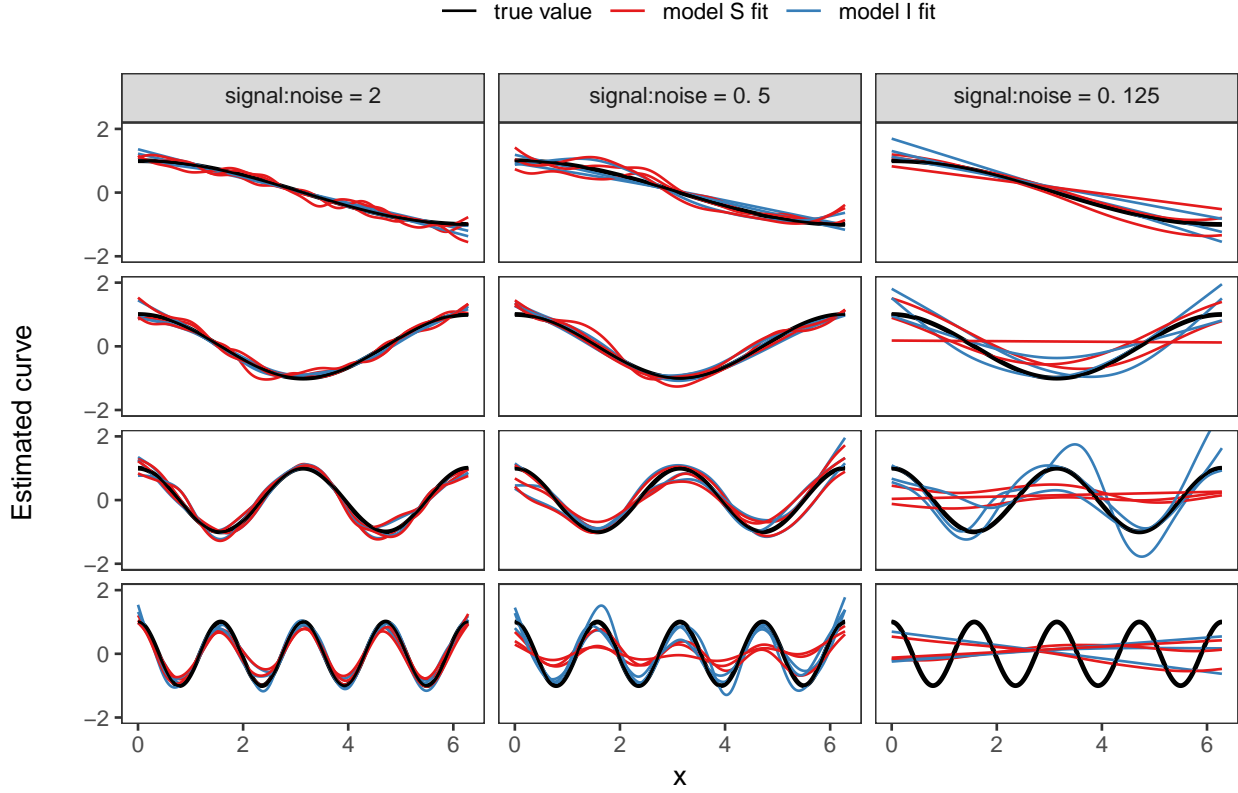 true value model S fit model I fit
signal:noise = 2 signal:noise = 0. 5 signal:noise = 0. 125
2
0
−2
2
0
−2
2
0
−2
2
0
−2
Estimated curve
0 2 4 6 0 2 4 6 0 2 4 6
x